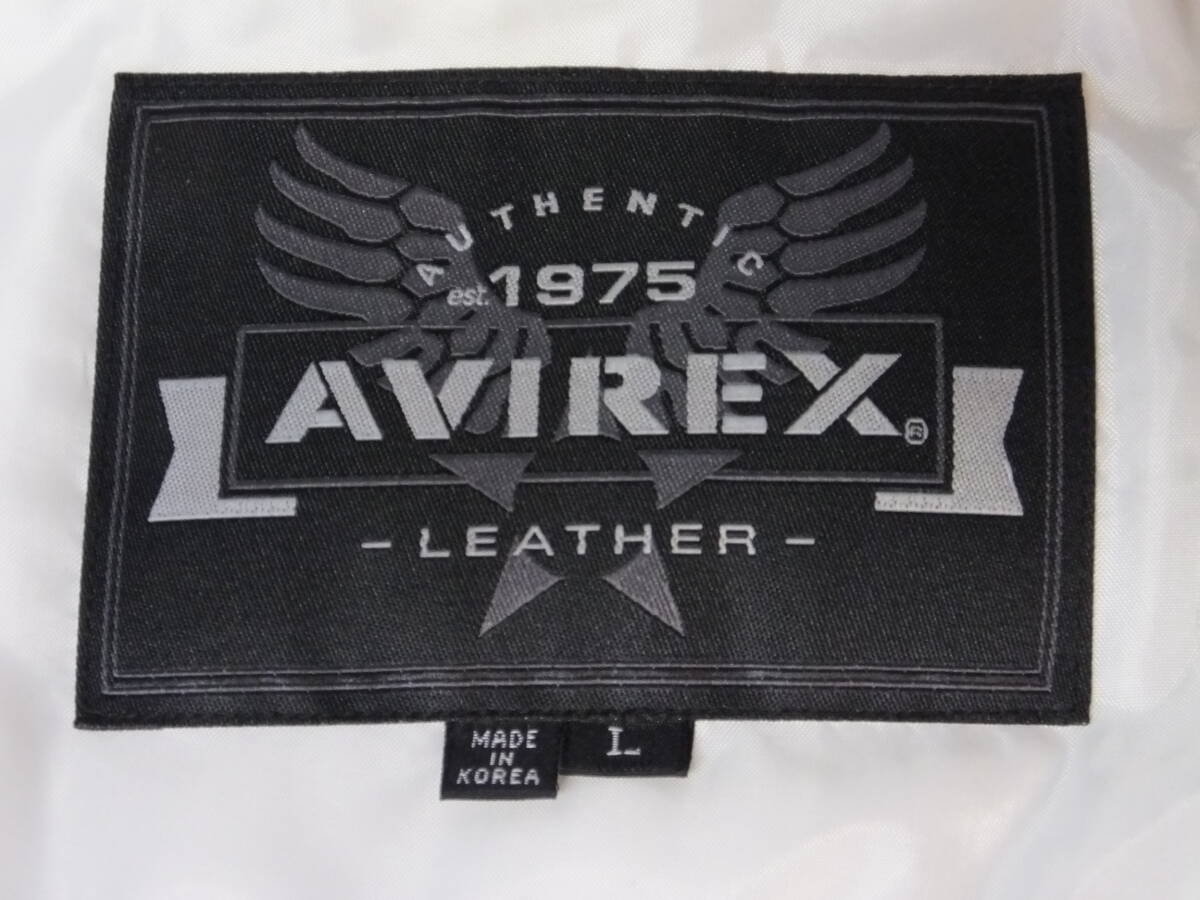 AUTHENTIC
est. 1975
AVIREX®
- LEATHER -
MADE
IN
KOREA
L